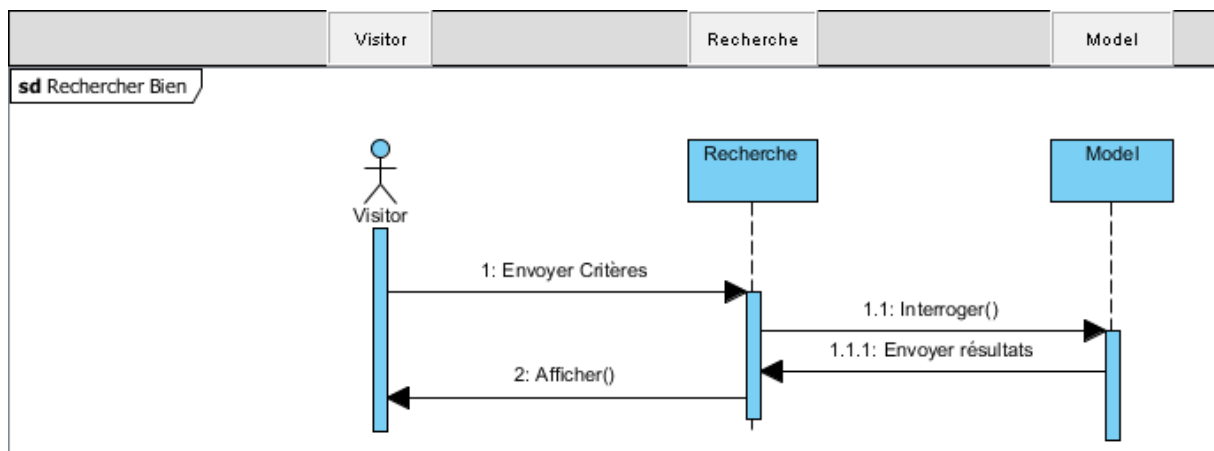 Visitor
Recherche
Model
sd Rechercher Bien
Recherche
Model
Visitor
1: Envoyer Critères
1.1: Interroger()
1.1.1: Envoyer résultats
2: Afficher()